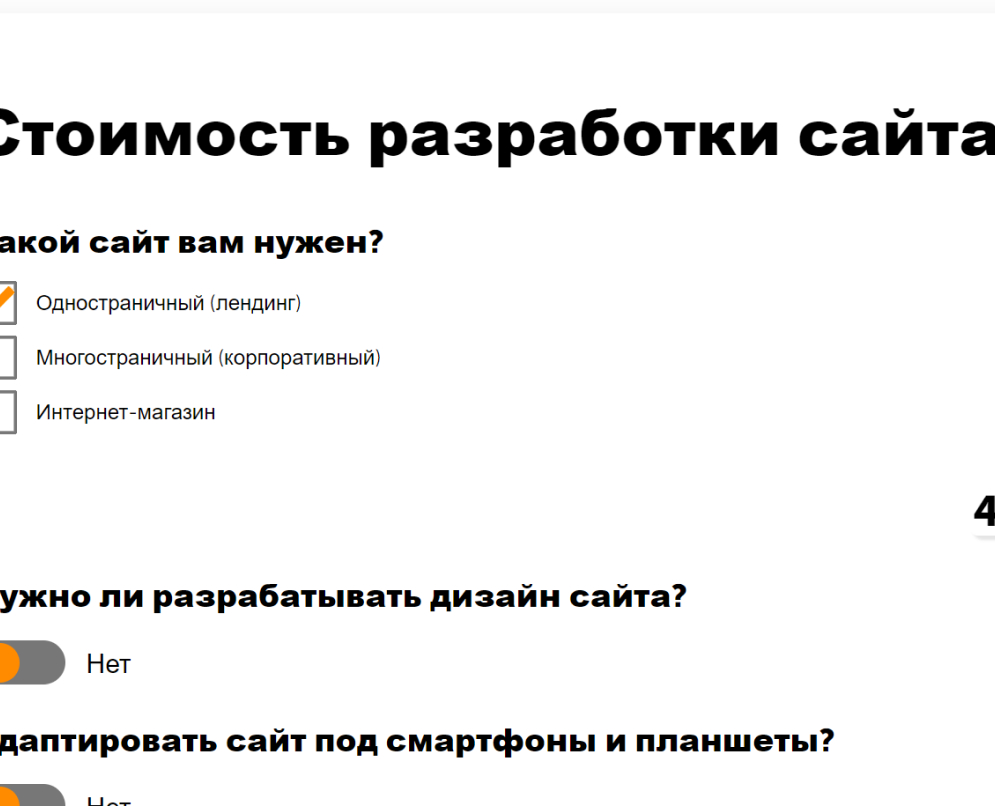 Стоимость разработки сайта
акой сайт вам нужен?
Одностраничный (лендинг)
Многостраничный (корпоративный)
Интернет-магазин
4
ужно ли разрабатывать дизайн сайта?
Нет
даптировать сайт под смартфоны и планшеты?
Нет